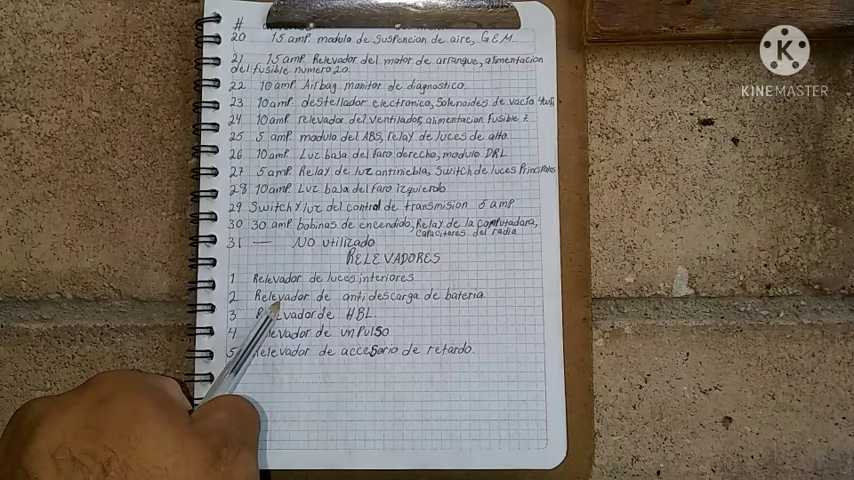 #
20 15 amp. modulo de suspencion de aire, G.E.M.
21 15 amp Relevador del motor de arranque, alimentacion
del fusible numero 20.
22 10 amp. Airbag monitor de diagnostico.
23 10 amp destellador electronico, Solenoides de vacio 4WD,
24 10 amp relevador del ventilador, alimentacion fusible 7.
25 5 amp. modulo del ABS, relay de luces de alto
26 10 amp Luz baja del faro derecho, modulo DRL
27 5 amp. Relay de luz antiniebla, Switch de luces Principales
28 10 amp Luz baja del Faro izquierdo
29 Switch y luz del control de transmision 5 amp
30 30 amp bobinas de encendido, Relay de la computadora,
Capacitores del radia
31 — NO utilizado
RELEVADORES
1 Relevador de luces interiores
2 Relevador de anti descarga de bateria
3 Relevador de HBL
4 Relevador de un Pulso
5 Relevador de accesorio de retardo.
K
KINEMASTER